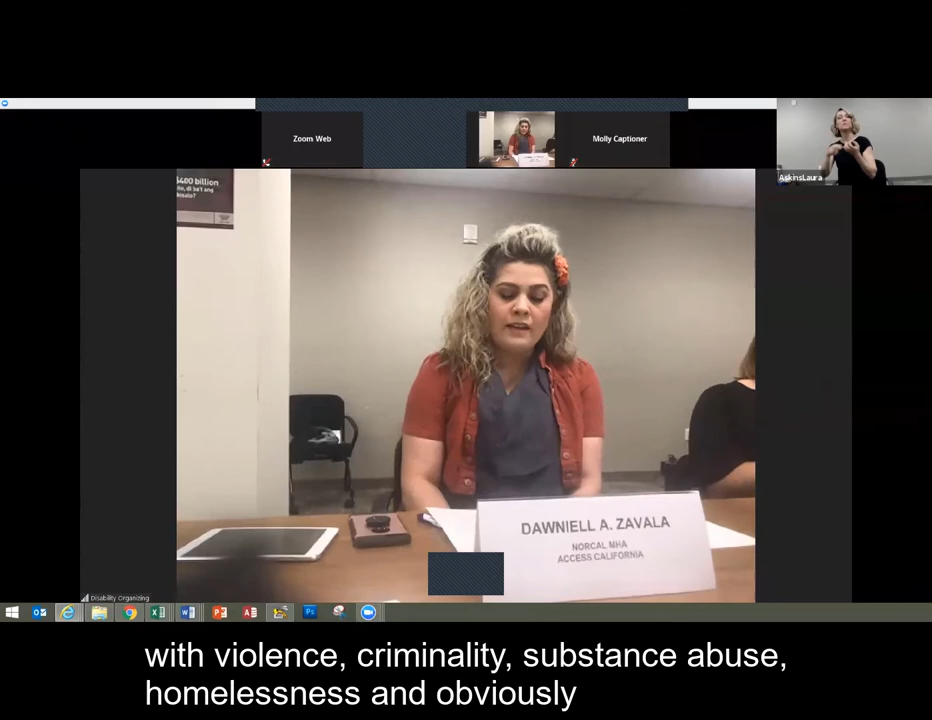 Zoom Web
Molly Captioner
AskinsLaura
$400 billion
DAWNIELL A. ZAVALA
NORCAL MHA
ACCESS CALIFORNIA
Disability Organizing
with violence, criminality, substance abuse,
homelessness and obviously